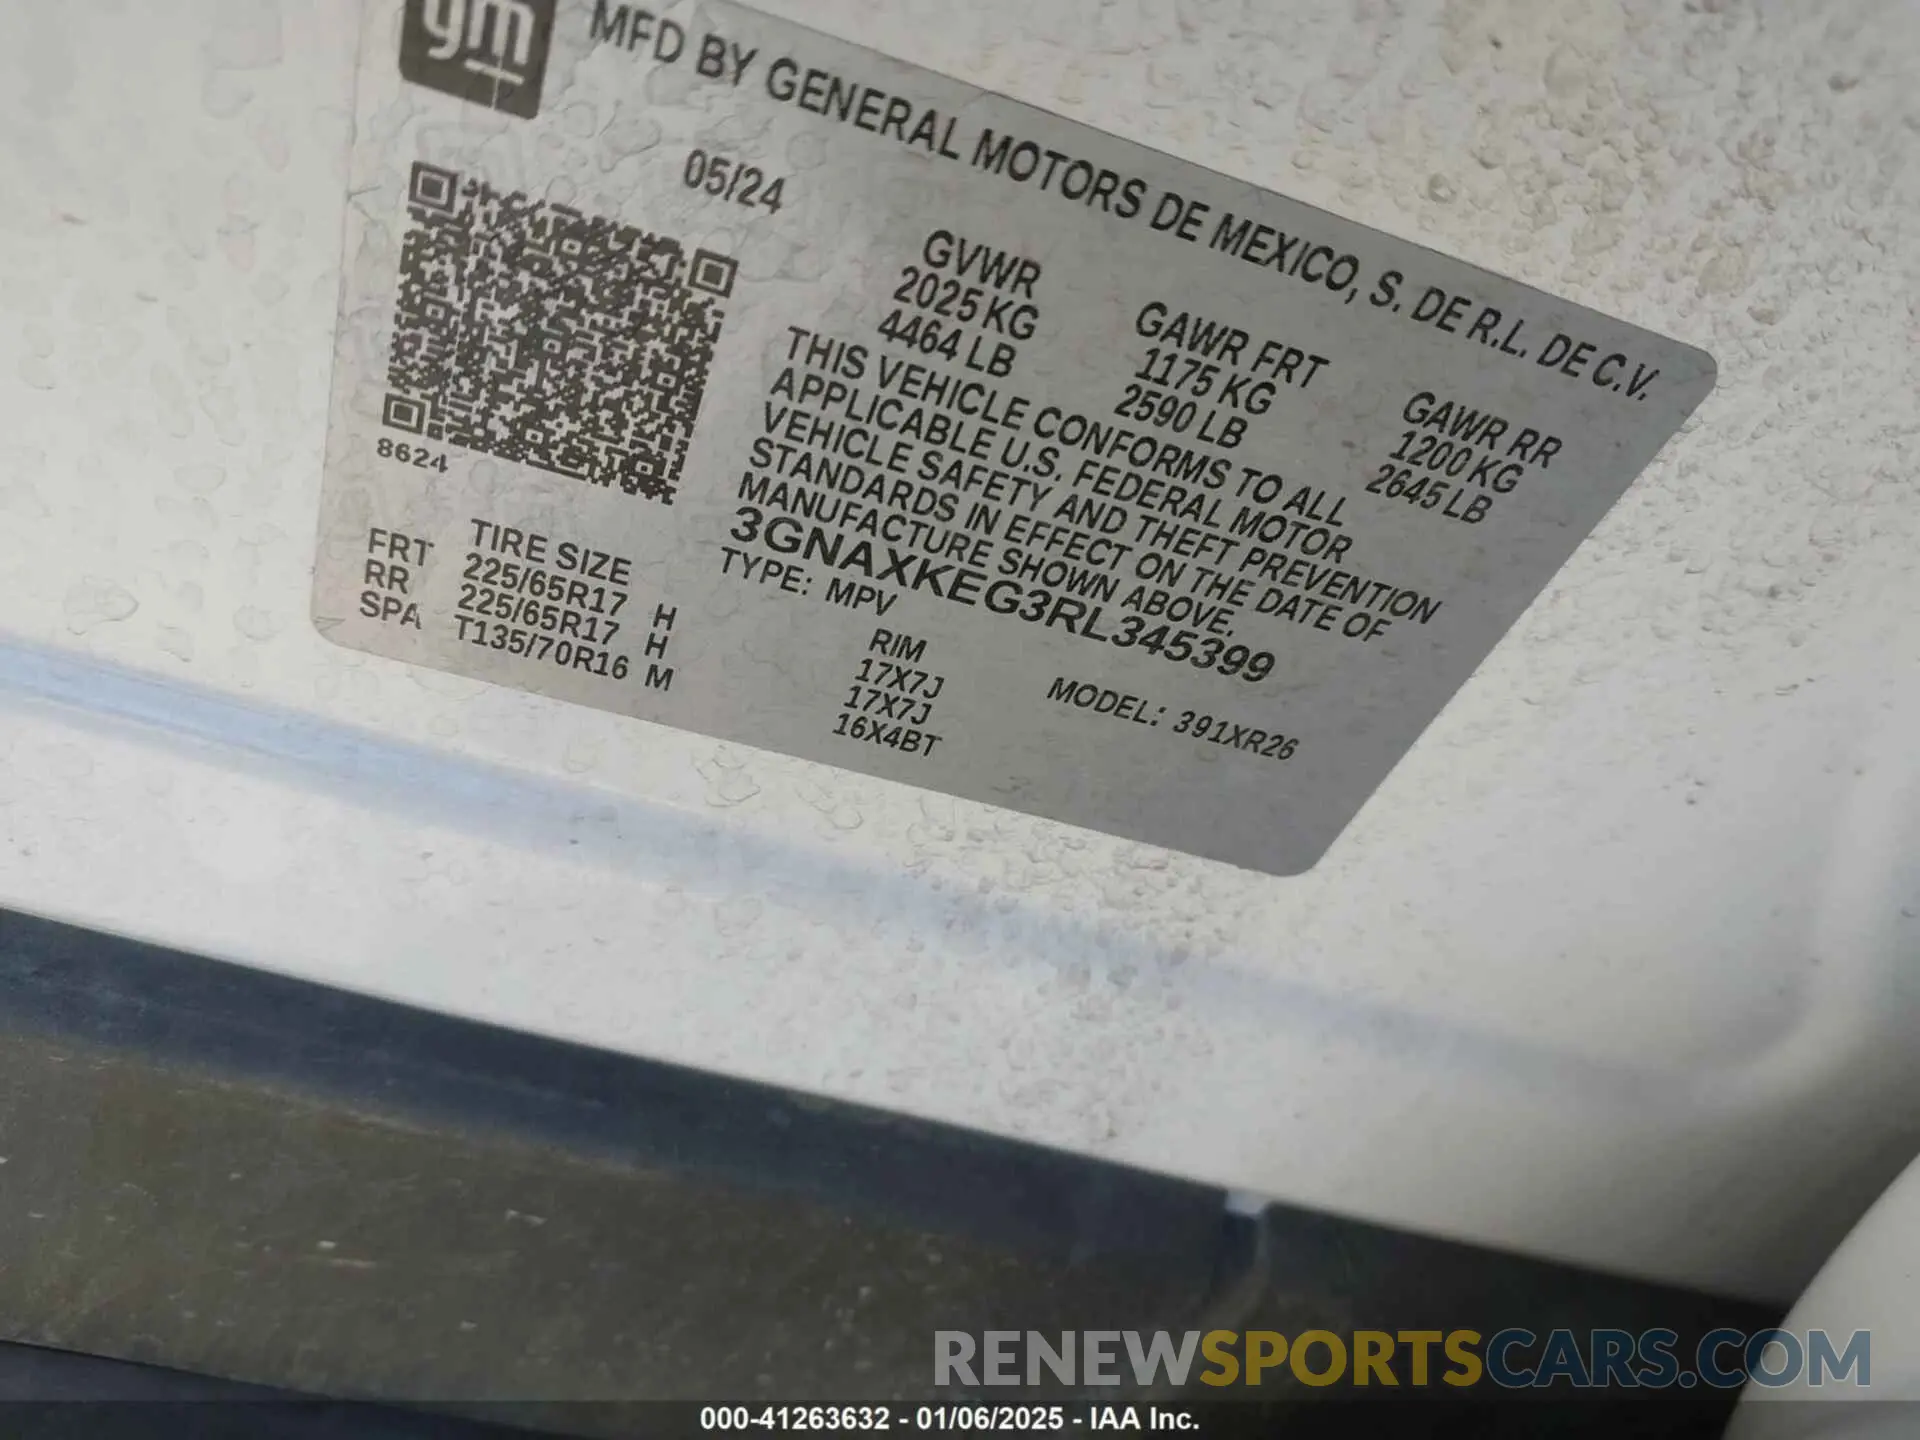 gm
MFD BY GENERAL MOTORS DE MEXICO, S. DE R.L. DE C.V.
05/24
GVWR GAWR FRT GAWR RR
2025 KG 1175 KG 1200 KG
4464 LB 2590 LB 2645 LB
THIS VEHICLE CONFORMS TO ALL
APPLICABLE U.S. FEDERAL MOTOR
VEHICLE SAFETY AND THEFT PREVENTION
STANDARDS IN EFFECT ON THE DATE OF
MANUFACTURE SHOWN ABOVE.
3GNAXKEG3RL345399
TYPE: MPV MODEL: 391XR26
8624
TIRE SIZE RIM
FRT 225/65R17 H 17X7J
RR 225/65R17 H 17X7J
SPA T135/70R16 M 16X4BT
RENEWSPORTSCARS.COM
000-41263632 - 01/06/2025 - IAA Inc.